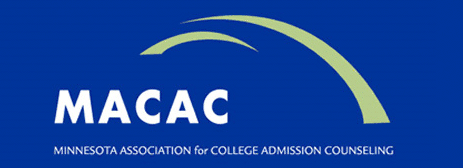 MACAC
MINNESOTA ASSOCIATION for COLLEGE ADMISSION COUNSELING